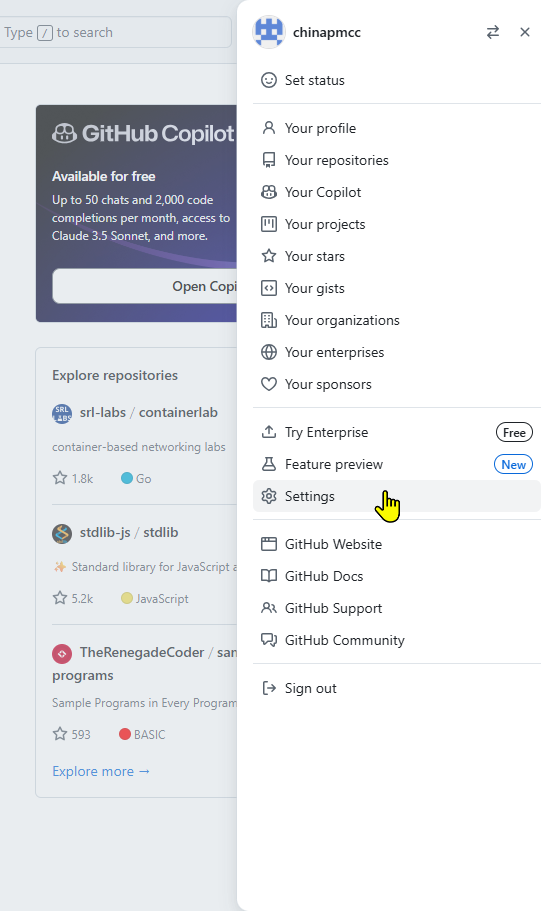 Type / to search
GitHub Copilot
Available for free
Up to 50 chats and 2,000 code
completions per month, access to
Claude 3.5 Sonnet, and more.
Open Copi
Explore repositories
SRL LABS
srl-labs / containerlab
container-based networking labs
1.8k Go
stdlib-js / stdlib
Standard library for JavaScript a
5.2k JavaScript
TheRenegadeCoder / san
programs
Sample Programs in Every Program
593 BASIC
Explore more →
chinapmcc
Set status
Your profile
Your repositories
Your Copilot
Your projects
Your stars
Your gists
Your organizations
Your enterprises
Your sponsors
Try Enterprise Free
Feature preview New
Settings
GitHub Website
GitHub Docs
GitHub Support
GitHub Community
Sign out